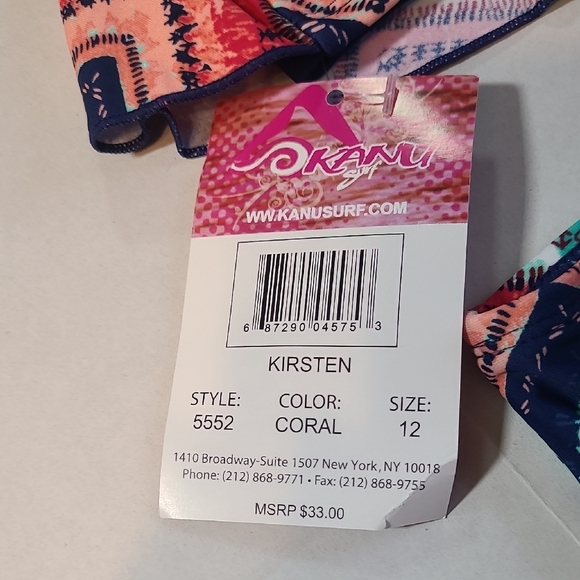 KANU
Surf
WWW.KANUSURF.COM
6 87290 04575 3
KIRSTEN
STYLE: COLOR: SIZE:
5552 CORAL 12
1410 Broadway-Suite 1507 New York, NY 10018
Phone: (212) 868-9771 • Fax: (212) 868-9755
MSRP $33.00